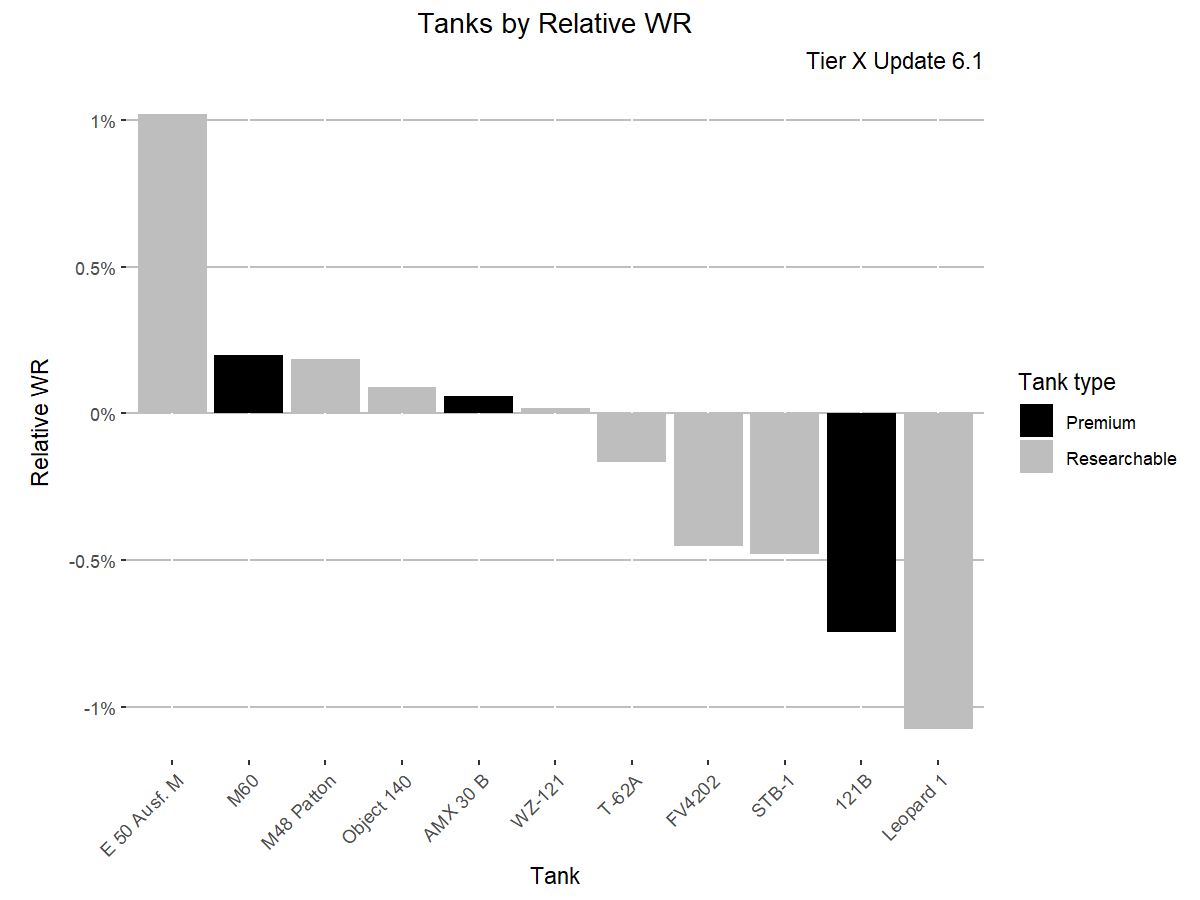 Tanks by Relative WR
Tier X Update 6.1
Relative WR
1%
0.5%
0%
-0.5%
-1%
E 50 Ausf. M
M60
M48 Patton
Object 140
AMX 30 B
WZ-121
T-62A
FV4202
STB-1
121B
Leopard 1
Tank
Tank type
Premium
Researchable